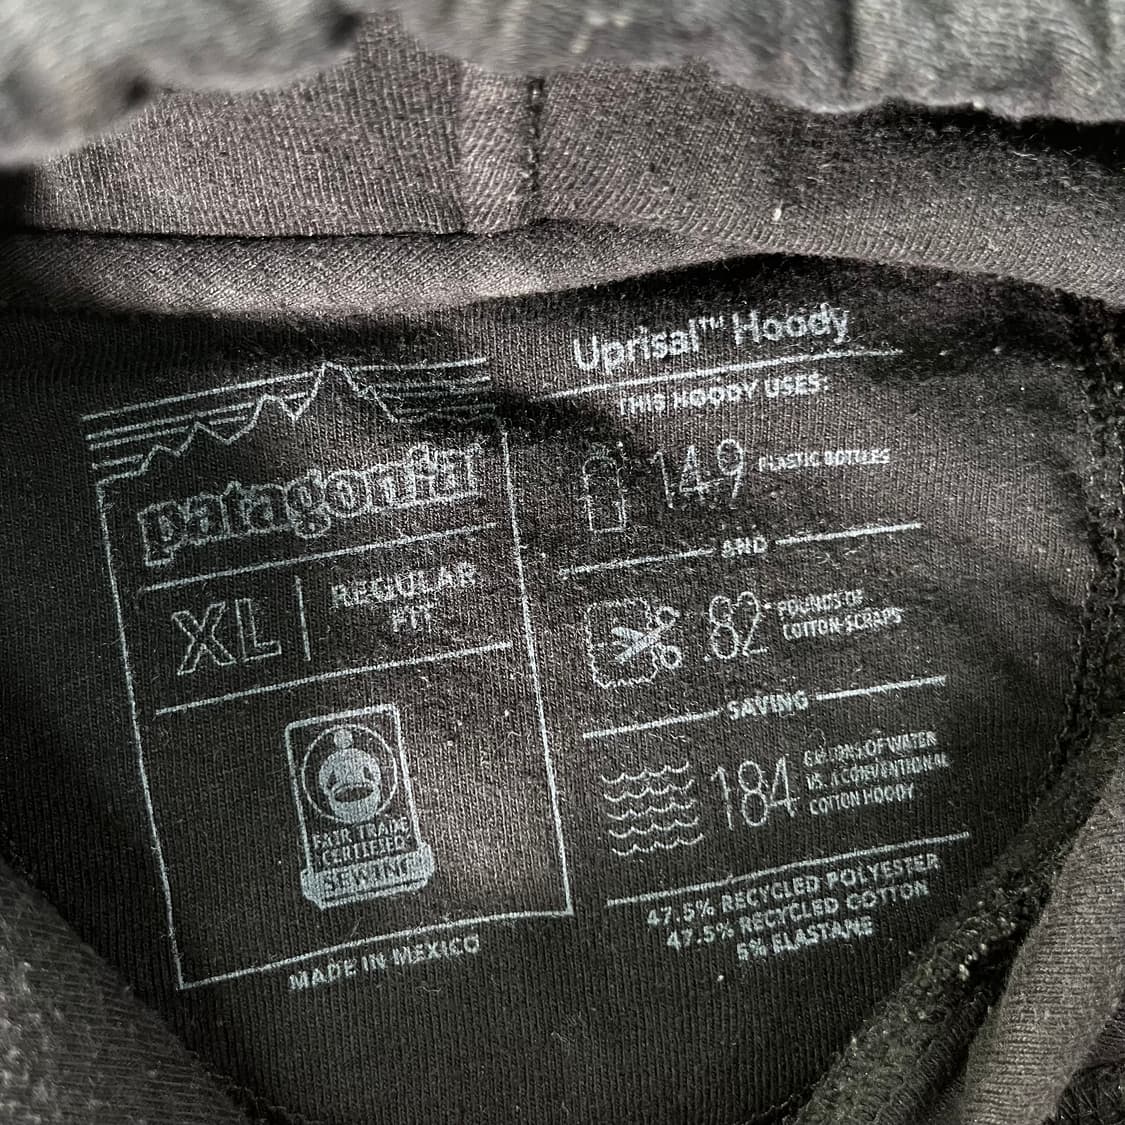 patagonia
XL
REGULAR
FIT
FAIR TRADE
CERTIFIED
SEWING
MADE IN MEXICO
Uprisal™ Hoody
THIS HOODY USES:
14.9 PLASTIC BOTTLES
AND
.82 POUNDS OF
COTTON SCRAPS
SAVING
184 GALLONS OF WATER
VS. A CONVENTIONAL
COTTON HOODY
47.5% RECYCLED POLYESTER
47.5% RECYCLED COTTON
5% ELASTANE